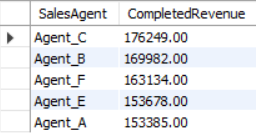 SalesAgent CompletedRevenue
Agent_C 176249.00
Agent_B 169982.00
Agent_F 163134.00
Agent_E 153678.00
Agent_A 153385.00